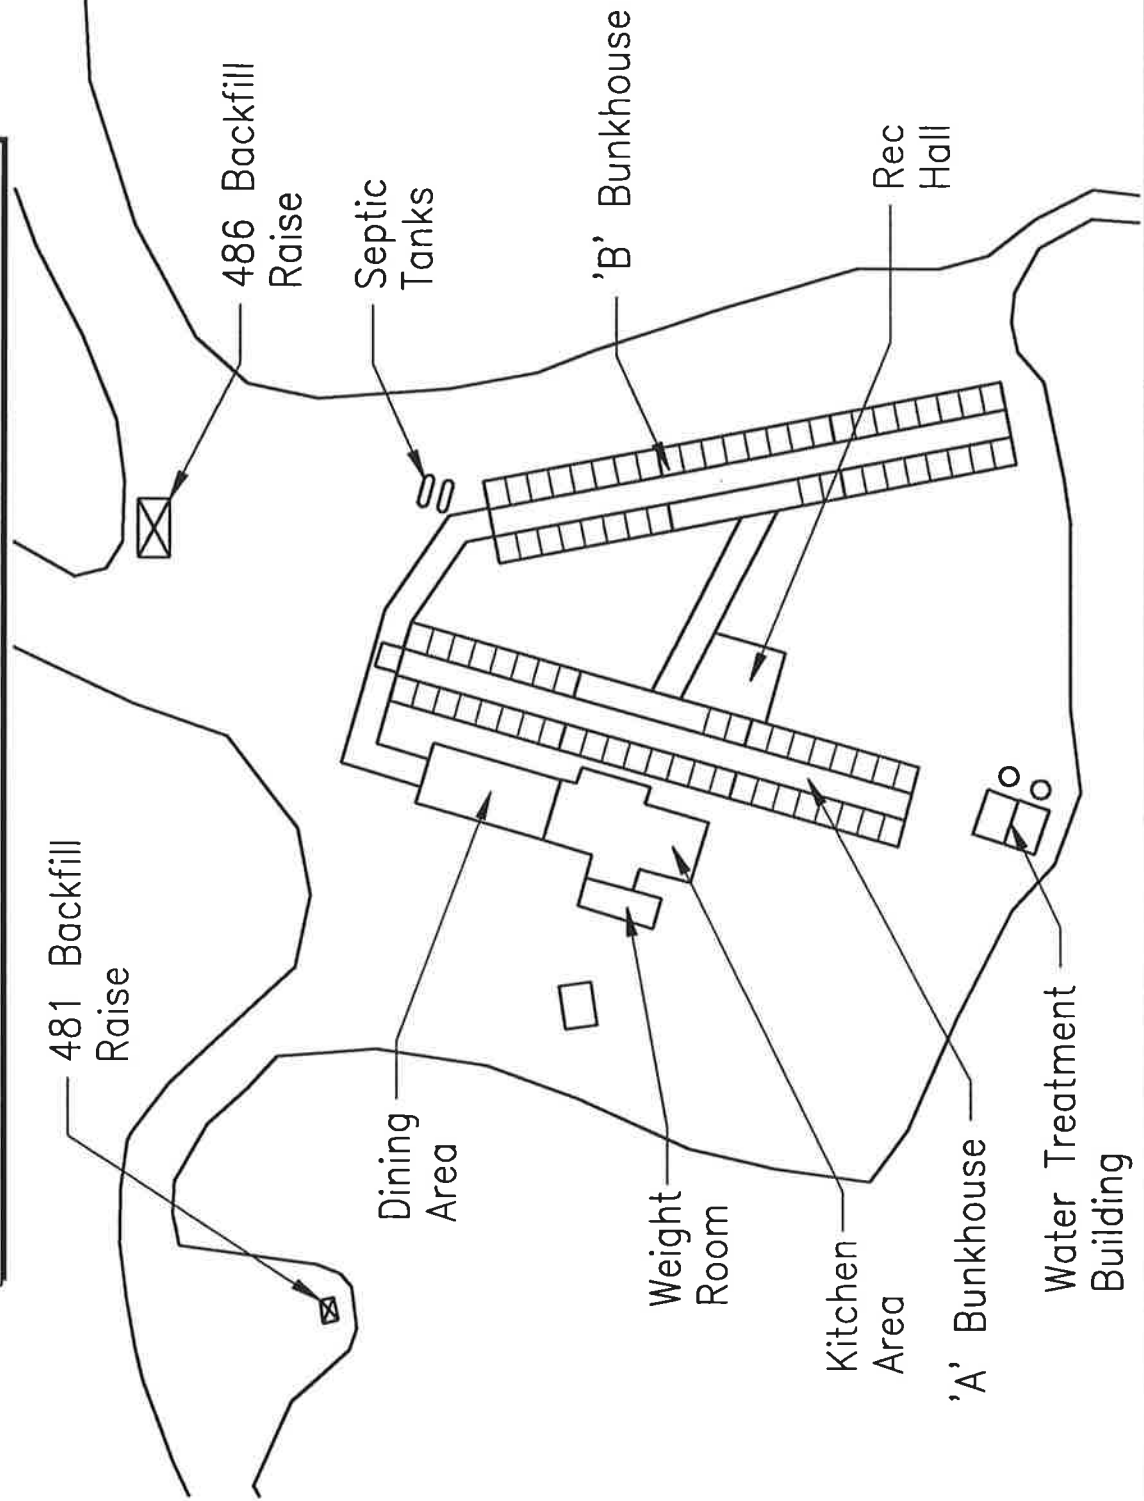 481 Backfill
Raise
486 Backfill
Raise
Septic
Tanks
'B' Bunkhouse
Rec
Hall
Dining
Area
Weight
Room
Kitchen
Area
'A' Bunkhouse
Water Treatment
Building